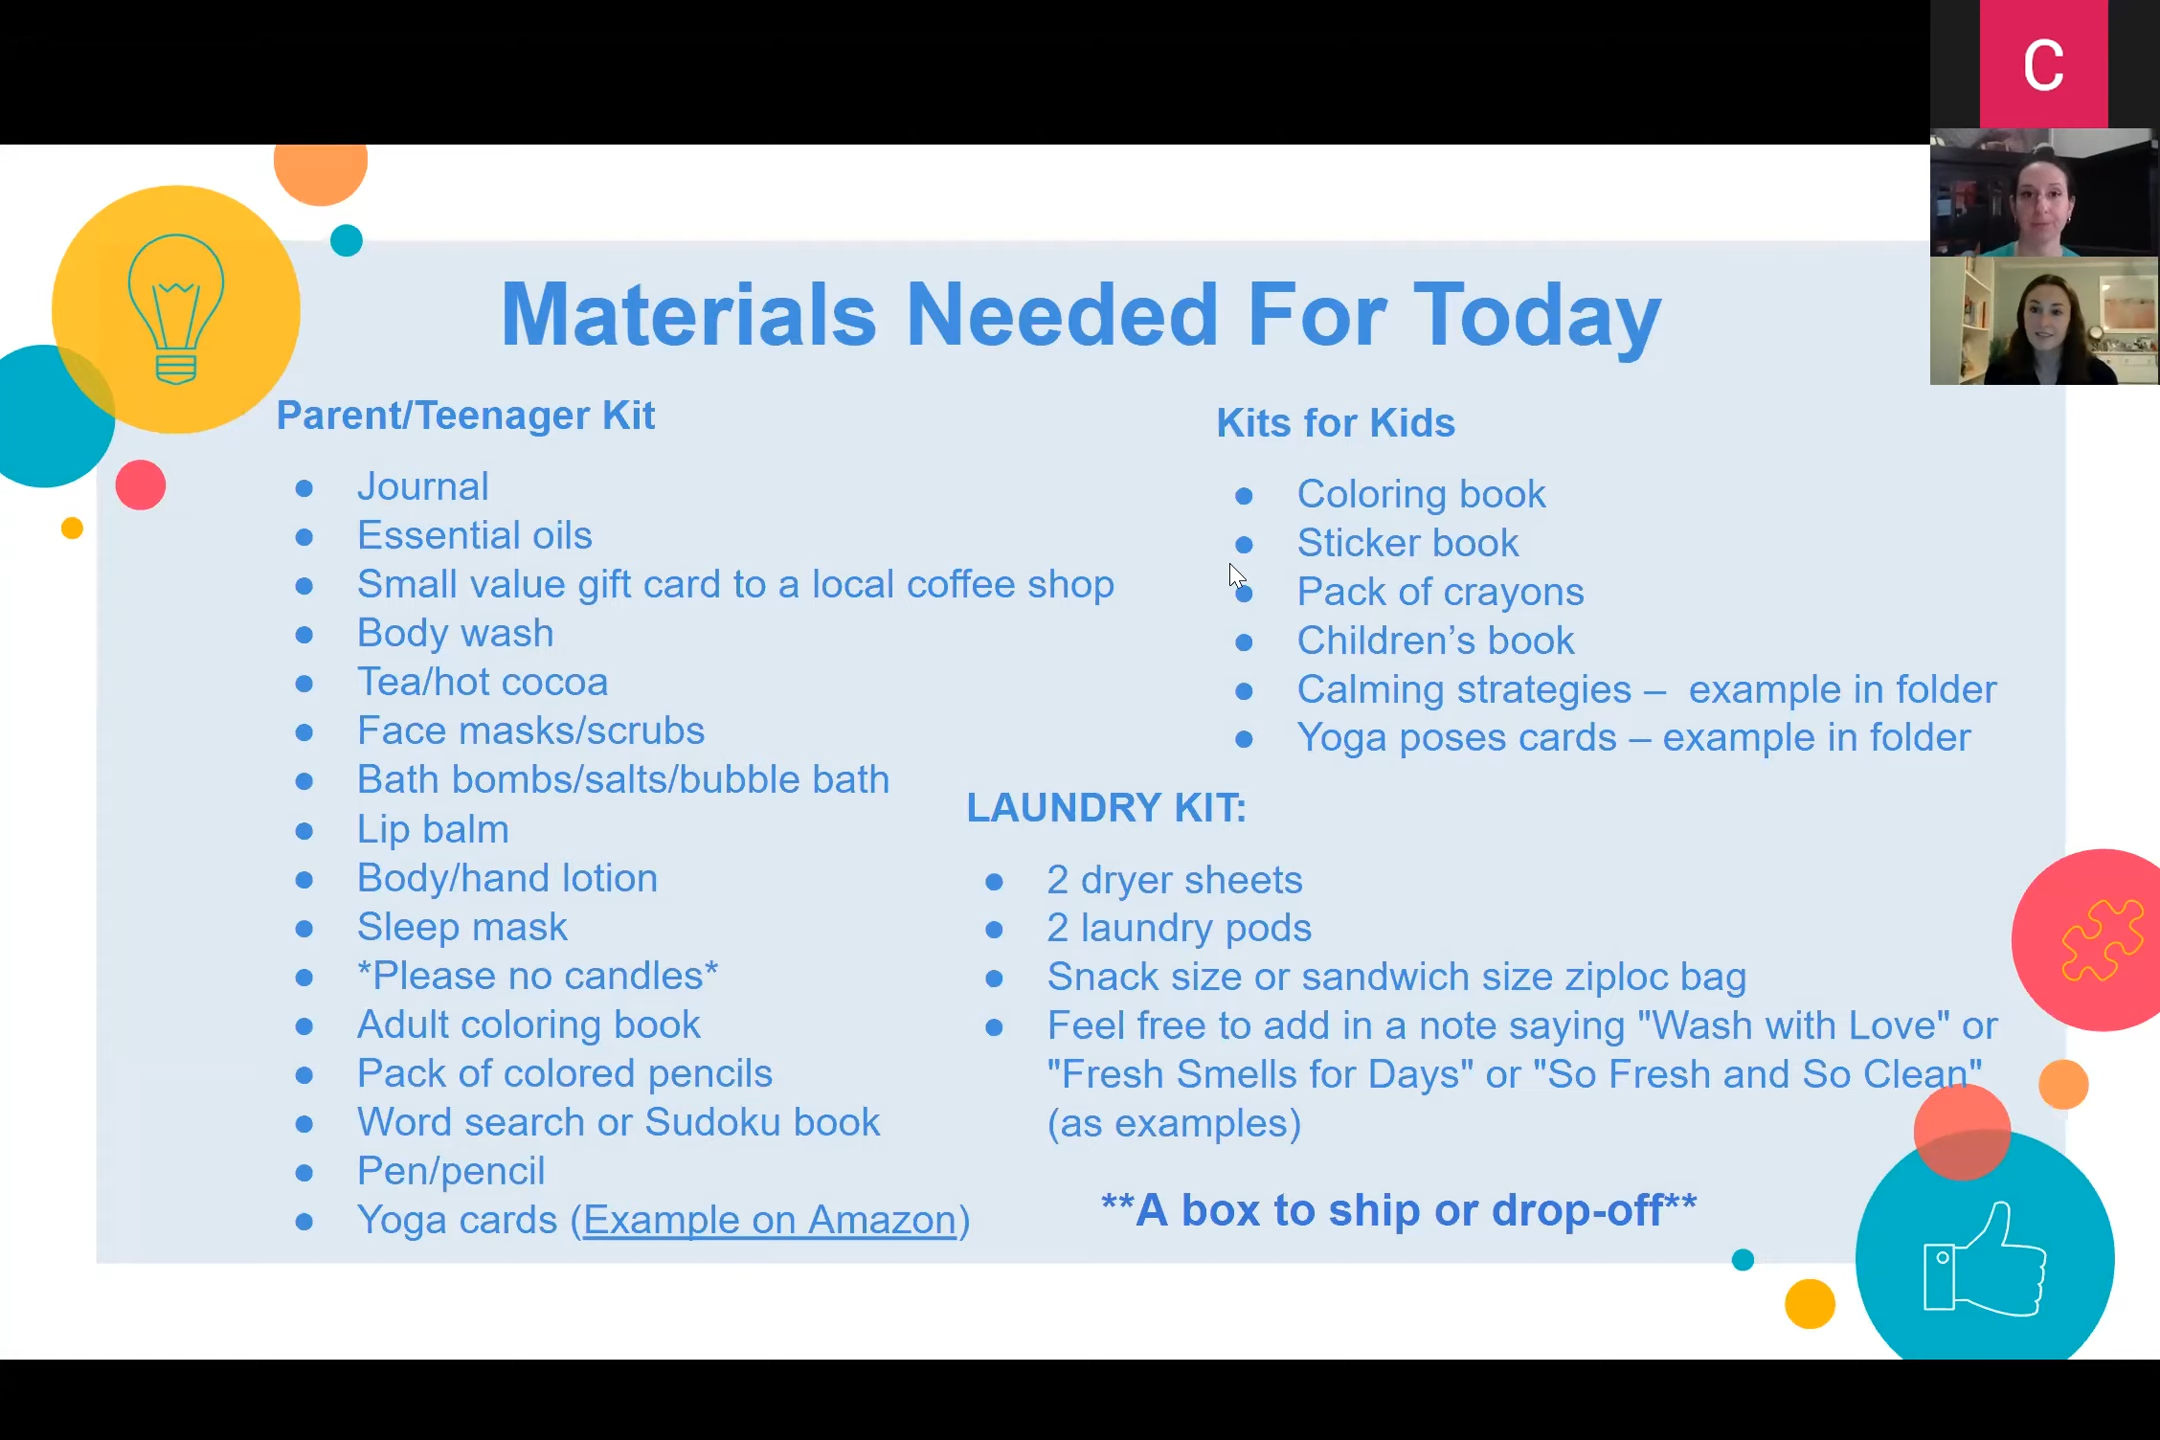 C
Materials Needed For Today
Parent/Teenager Kit
● Journal
● Essential oils
● Small value gift card to a local coffee shop
● Body wash
● Tea/hot cocoa
● Face masks/scrubs
● Bath bombs/salts/bubble bath
● Lip balm
● Body/hand lotion
● Sleep mask
● *Please no candles*
● Adult coloring book
● Pack of colored pencils
● Word search or Sudoku book
● Pen/pencil
● Yoga cards (Example on Amazon)
Kits for Kids
● Coloring book
● Sticker book
● Pack of crayons
● Children’s book
● Calming strategies – example in folder
● Yoga poses cards – example in folder
LAUNDRY KIT:
● 2 dryer sheets
● 2 laundry pods
● Snack size or sandwich size ziploc bag
● Feel free to add in a note saying "Wash with Love" or
"Fresh Smells for Days" or "So Fresh and So Clean"
(as examples)
**A box to ship or drop-off**